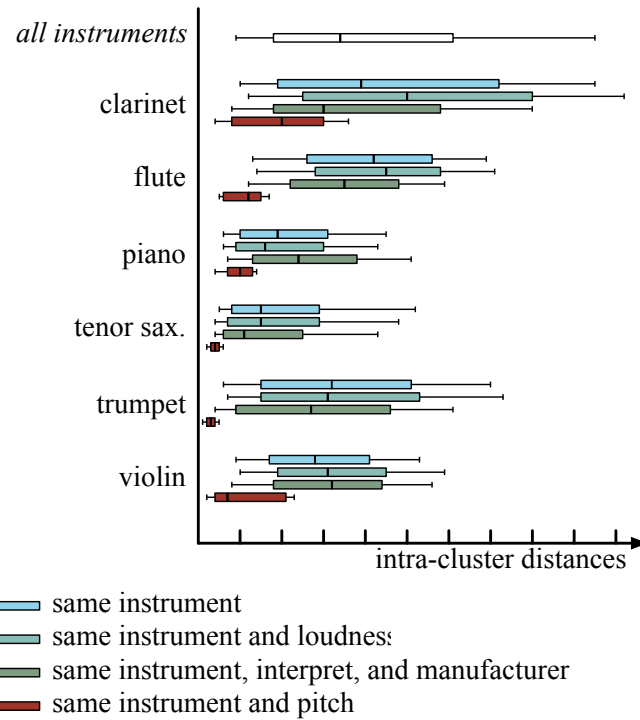 all instruments
clarinet
flute
piano
tenor sax.
trumpet
violin
intra-cluster distances
same instrument
same instrument and loudness
same instrument, interpret, and manufacturer
same instrument and pitch